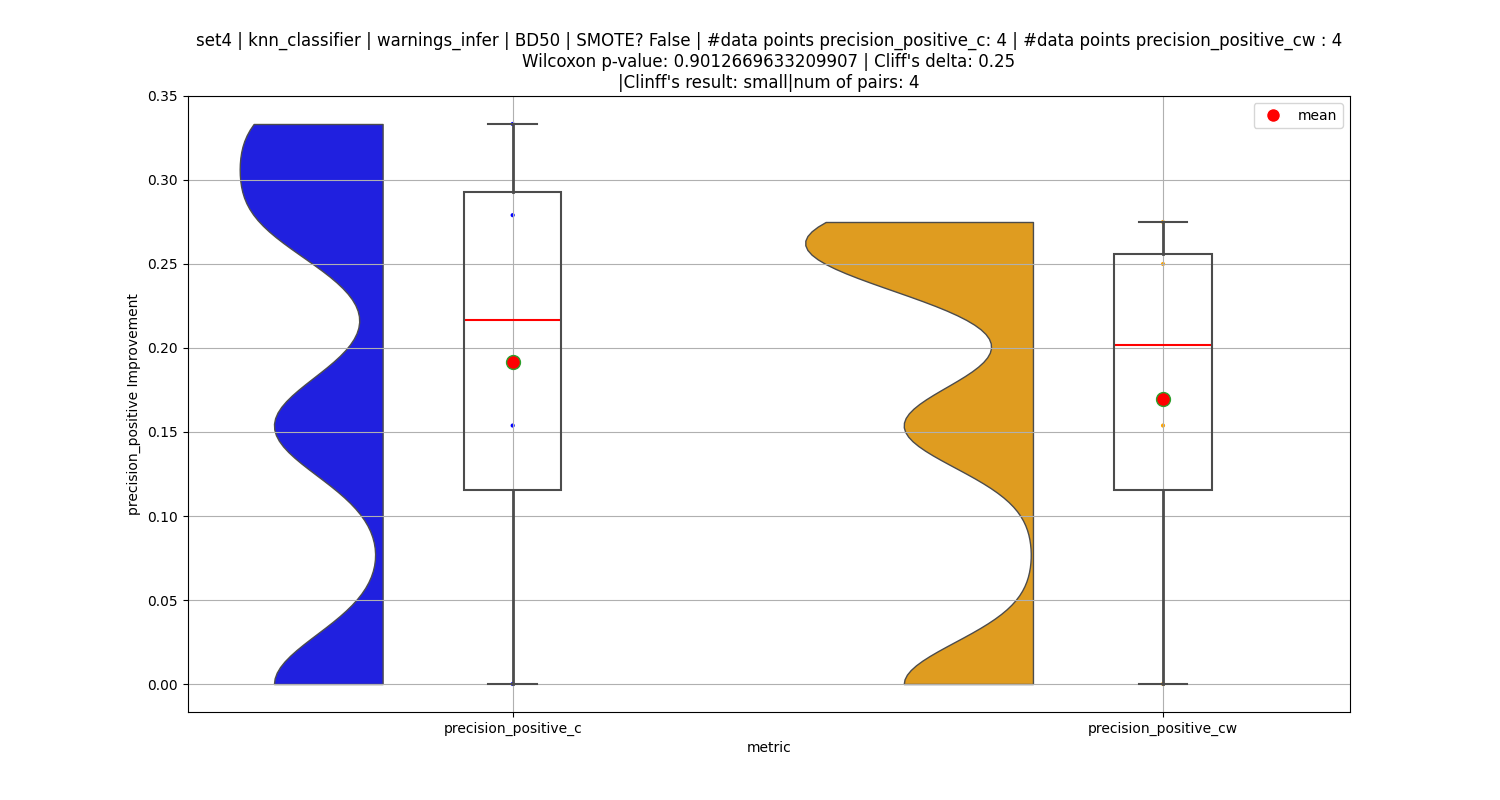 set4 | knn_classifier | warnings_infer | BD50 | SMOTE? False | #data points precision_positive_c: 4 | #data points precision_positive_cw : 4
Wilcoxon p-value: 0.9012669633209907 | Cliff's delta: 0.25
|Clinff's result: small|num of pairs: 4
mean
precision_positive Improvement
0.35
0.30
0.25
0.20
0.15
0.10
0.05
0.00
precision_positive_c
precision_positive_cw
metric